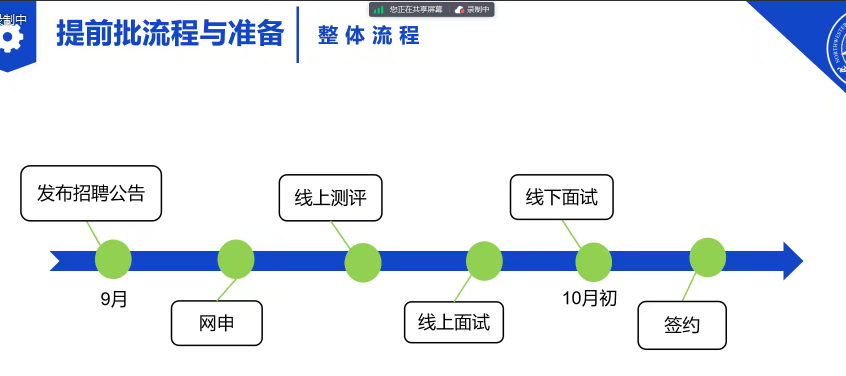 您正在共享屏幕 录制中
录制中
提前批流程与准备 整体流程
发布招聘公告
线上测评
线下面试
9月
10月初
网申
线上面试
签约